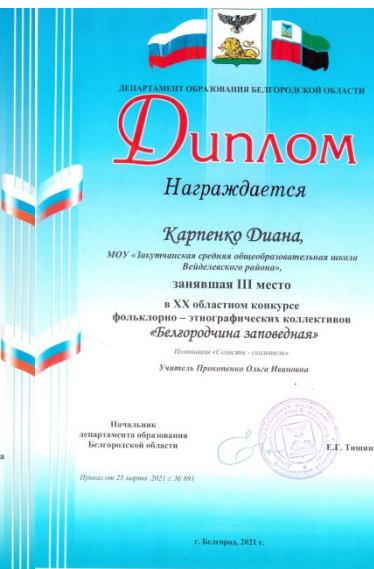 ДЕПАРТАМЕНТ ОБРАЗОВАНИЯ БЕЛГОРОДСКОЙ ОБЛАСТИ
Диплом
Награждается
Карпенко Диана,
МОУ «Закутчанская средняя общеобразовательная школа
Вейделевского района»,
занявшая III место
в XX областном конкурсе
фольклорно – этнографических коллективов
«Белгородчина заповедная»
Номинация «Солисты - сказители»
Учитель Прокопенко Ольга Ивановна
Начальник
департамента образования
Белгородской области
Е.Г. Тишин
Приказ от 25 марта 2021 г. № 691
г. Белгород, 2021 г.